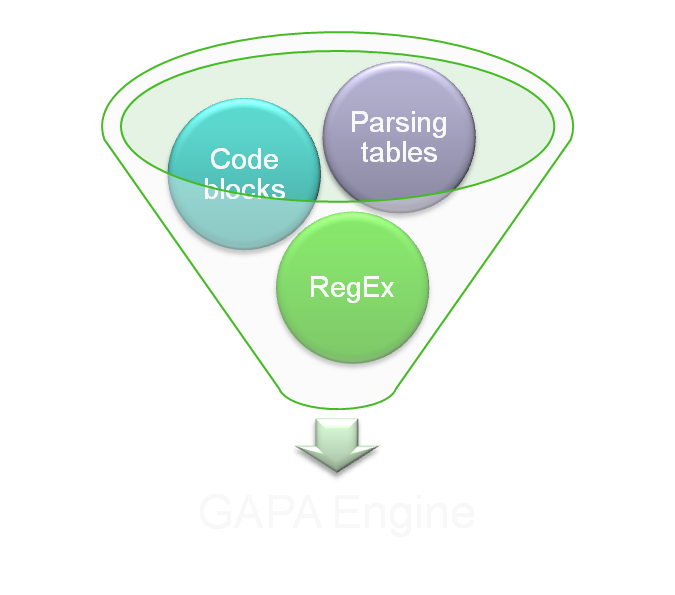 Parsing
tables
Code
blocks
RegEx
GAPA Engine